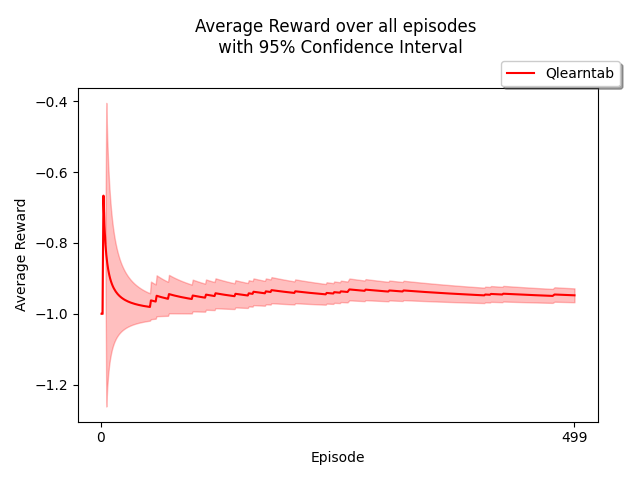 Average Reward over all episodes
with 95% Confidence Interval
Qlearntab
−0.4
−0.6
−0.8
−1.0
−1.2
Average Reward
0
499
Episode